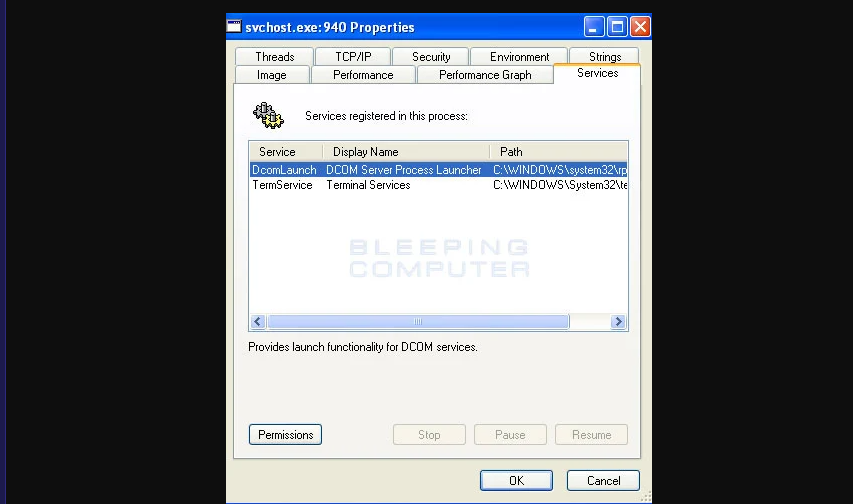 svchost.exe:940 Properties
Threads TCP/IP Security Environment Strings
Image Performance Performance Graph Services
Services registered in this process:
Service Display Name Path
DcomLaunch DCOM Server Process Launcher C:\WINDOWS\system32\rp
TermService Terminal Services C:\WINDOWS\System32\te
BLEEPING
COMPUTER
Provides launch functionality for DCOM services.
Permissions Stop Pause Resume
OK Cancel